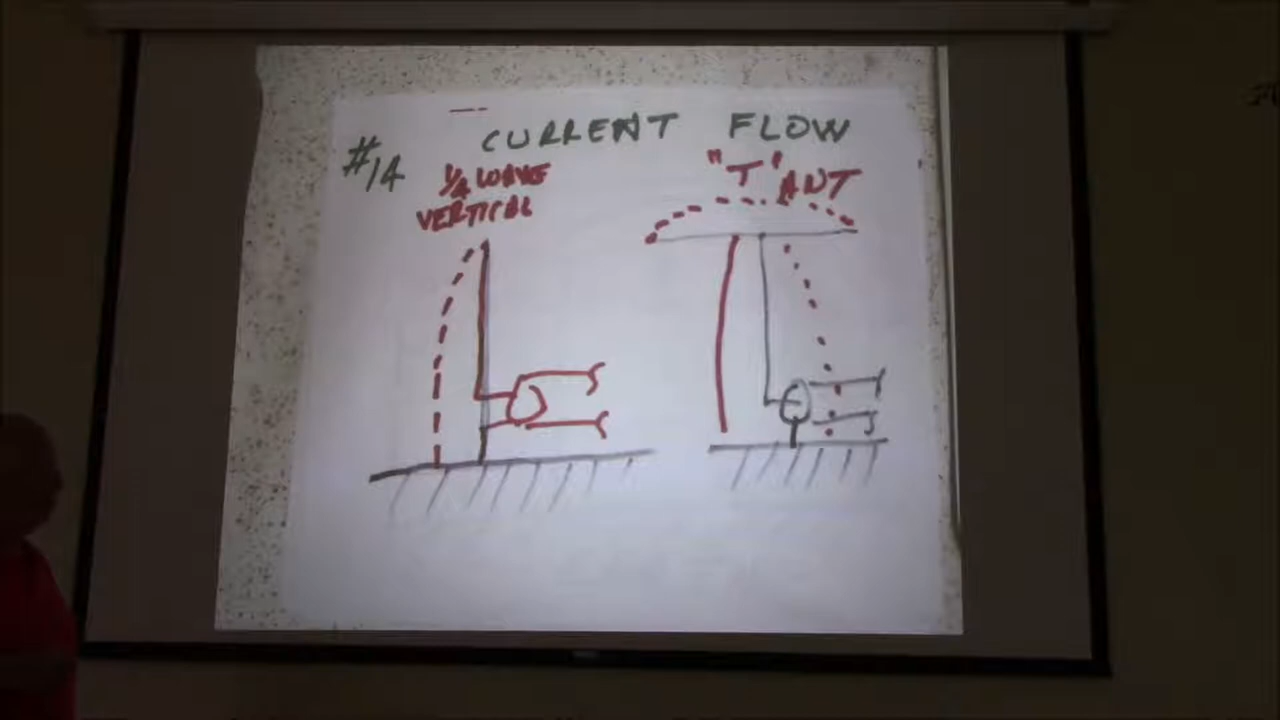 CURRENT FLOW
#14
1/4 WAVE
VERTICAL
"T" ANT